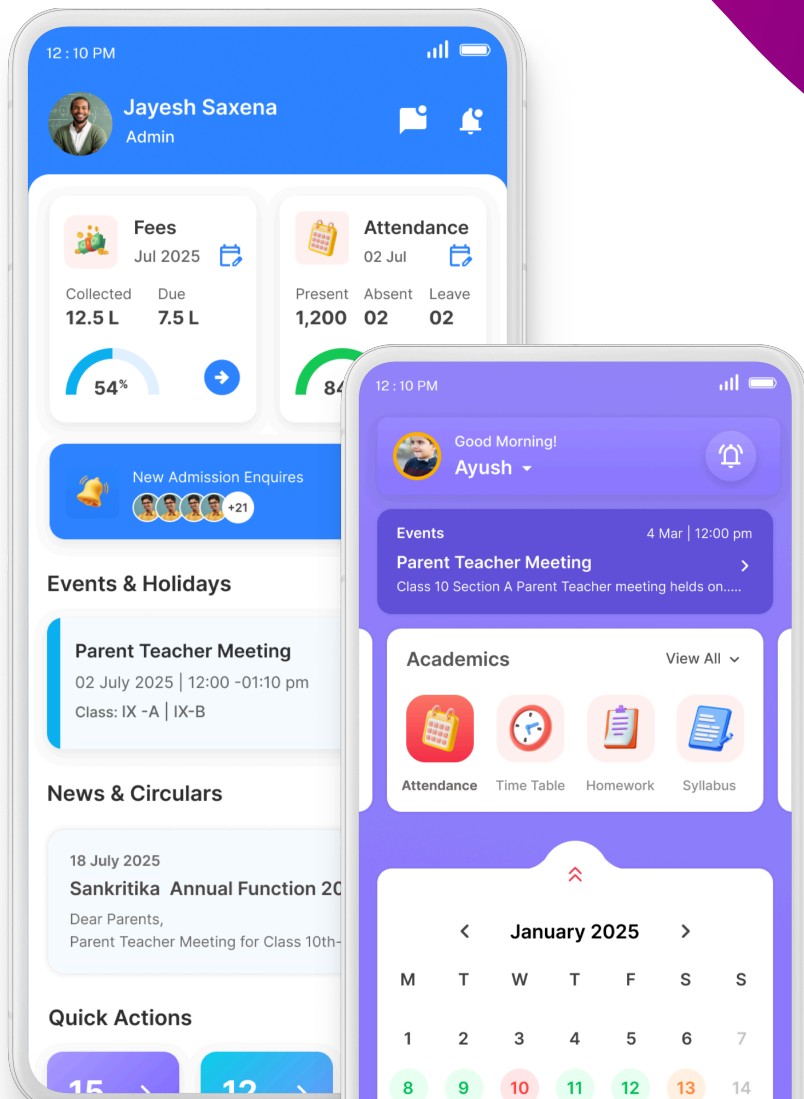 12 : 10 PM
Jayesh Saxena
Admin
Fees
Jul 2025
Collected Due
12.5 L 7.5 L
54%
Attendance
02 Jul
Present Absent Leave
1,200 02 02
84
New Admission Enquires
+21
Events & Holidays
Parent Teacher Meeting
02 July 2025 | 12:00 -01:10 pm
Class: IX -A | IX-B
News & Circulars
18 July 2025
Sankritika Annual Function 20
Dear Parents,
Parent Teacher Meeting for Class 10th-
Quick Actions
15 12
12 : 10 PM
Good Morning!
Ayush
Events 4 Mar | 12:00 pm
Parent Teacher Meeting
Class 10 Section A Parent Teacher meeting helds on.....
Academics View All
Attendance Time Table Homework Syllabus
January 2025
M T W T F S S
1 2 3 4 5 6 7
8 9 10 11 12 13 14